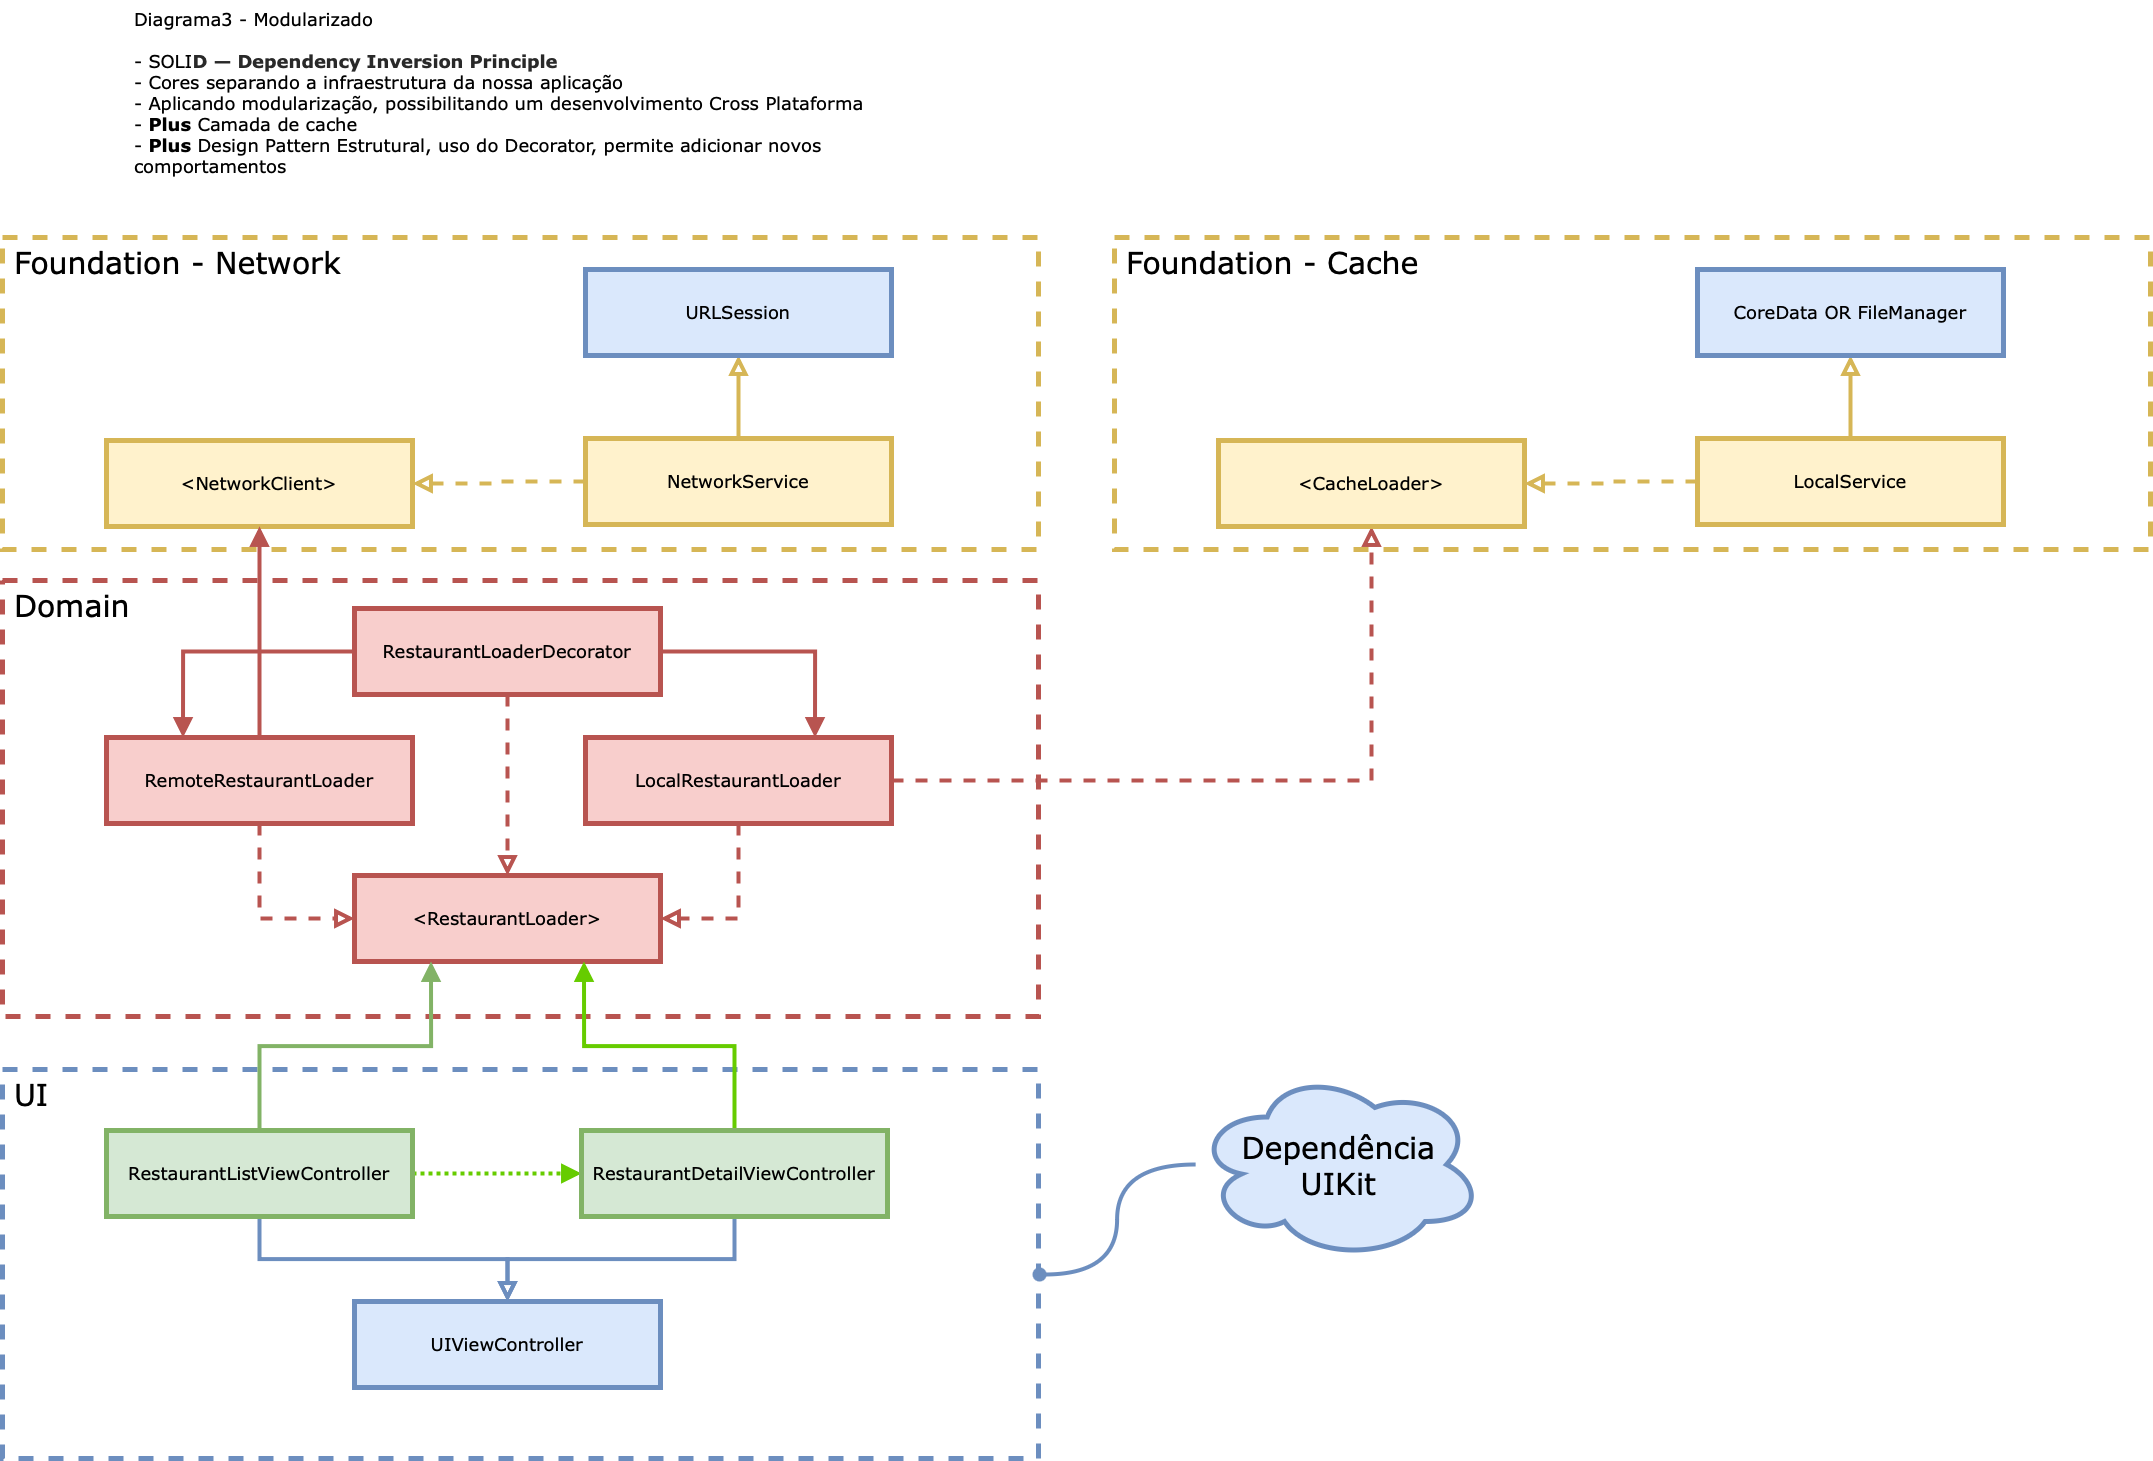 Diagrama3 - Modularizado
- SOLID — Dependency Inversion Principle
- Cores separando a infraestrutura da nossa aplicação
- Aplicando modularização, possibilitando um desenvolvimento Cross Plataforma
- Plus Camada de cache
- Plus Design Pattern Estrutural, uso do Decorator, permite adicionar novos
comportamentos
Foundation - Network
URLSession
<NetworkClient>
NetworkService
Foundation - Cache
CoreData OR FileManager
<CacheLoader>
LocalService
Domain
RestaurantLoaderDecorator
RemoteRestaurantLoader
LocalRestaurantLoader
<RestaurantLoader>
UI
RestaurantListViewController
RestaurantDetailViewController
UIViewController
Dependência
UIKit